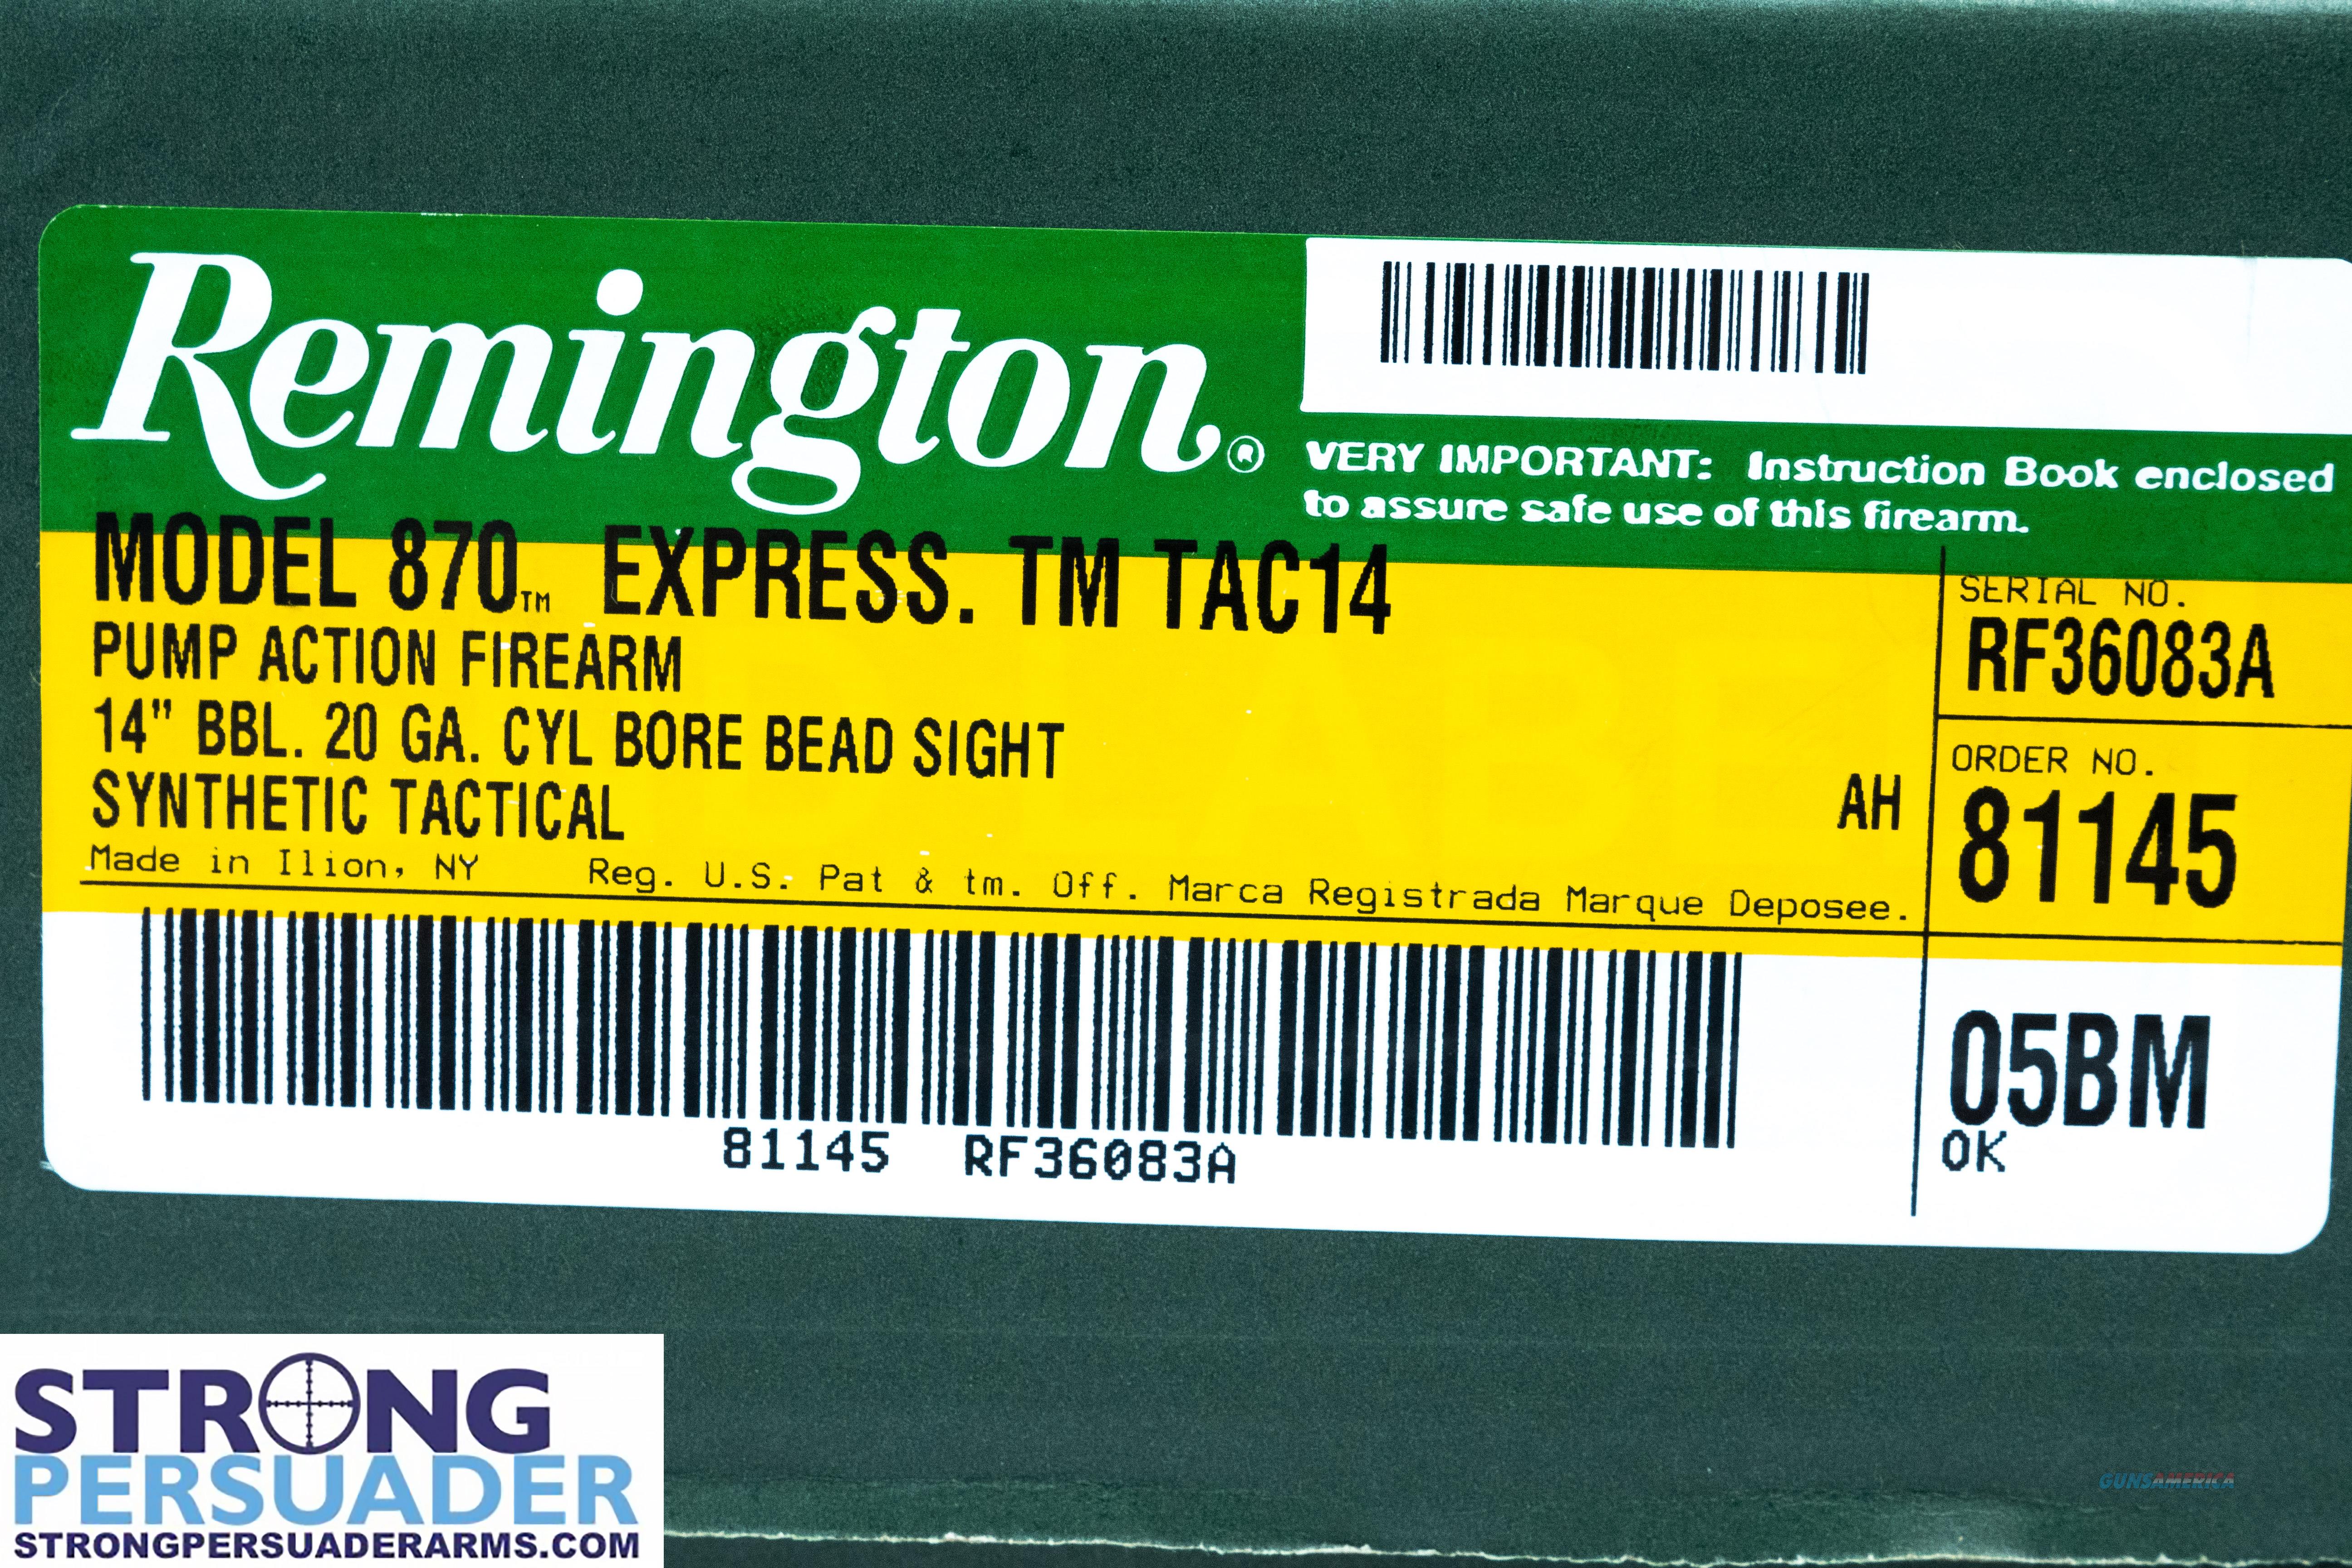 Remington®
VERY IMPORTANT: Instruction Book enclosed
to assure safe use of this firearm.
MODEL 870™ EXPRESS. TM TAC14
PUMP ACTION FIREARM
14" BBL. 20 GA. CYL BORE BEAD SIGHT
SYNTHETIC TACTICAL
AH
Made in Ilion, NY Reg. U.S. Pat & tm. Off. Marca Registrada Marque Deposee.
SERIAL NO.
RF36083A
ORDER NO.
81145
05BM
OK
81145 RF36083A
STRONG
PERSUADER
STRONGPERSUADERARMS.COM
GUNSAMERICA